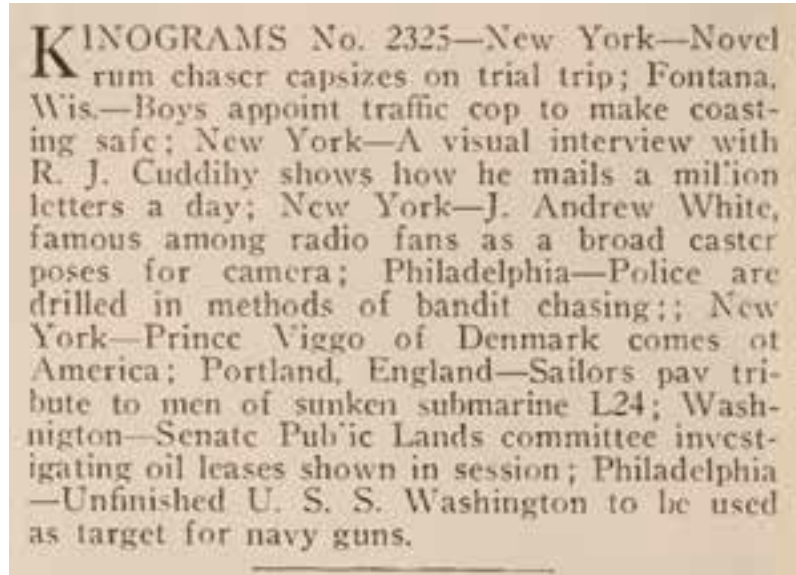 KINOGRAMS No. 2325—New York—Novel
rum chaser capsizes on trial trip; Fontana,
Wis.—Boys appoint traffic cop to make coast-
ing safe; New York—A visual interview with
R. J. Cuddihy shows how he mails a million
letters a day; New York—J. Andrew White,
famous among radio fans as a broad caster
poses for camera; Philadelphia—Police are
drilled in methods of bandit chasing;; New
York—Prince Viggo of Denmark comes ot
America; Portland, England—Sailors pay tri-
bute to men of sunken submarine L24; Wash-
nigton—Senate Public Lands committee invest-
igating oil leases shown in session; Philadelphia
—Unfinished U. S. S. Washington to be used
as target for navy guns.